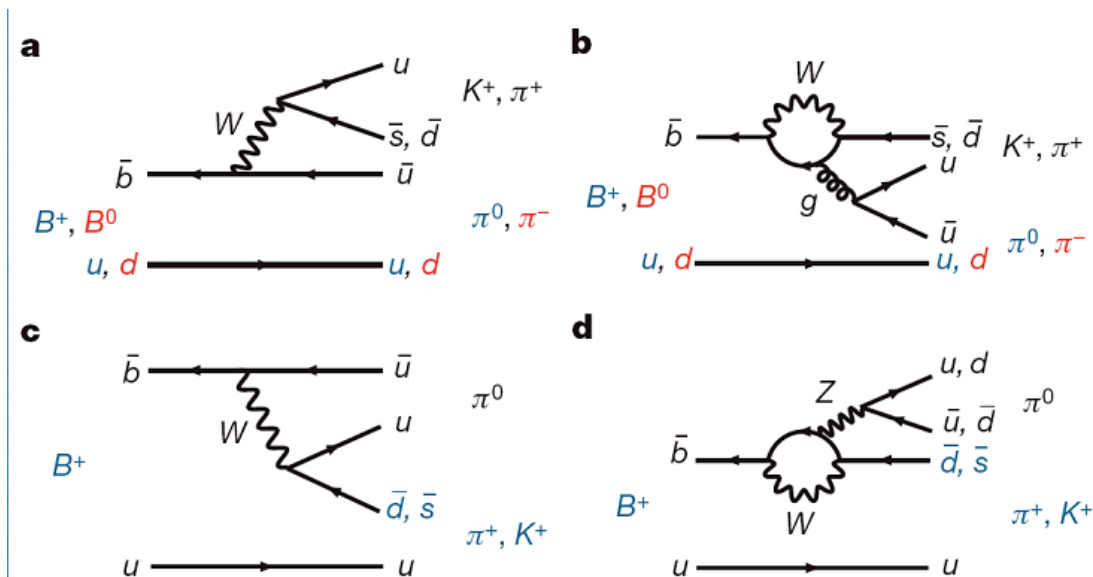 a
u
K⁺, π⁺
W
s̄, d̄
b̄
ū
B⁺, B⁰
π⁰, π⁻
u, d
u, d
b
W
b̄
s̄, d̄
u
K⁺, π⁺
B⁺, B⁰
g
ū
π⁰, π⁻
u, d
u, d
c
b̄
ū
π⁰
W
u
B⁺
d̄, s̄
π⁺, K⁺
u
u
d
u, d
Z
π⁰
ū, d̄
b̄
d̄, s̄
B⁺
W
π⁺, K⁺
u
u